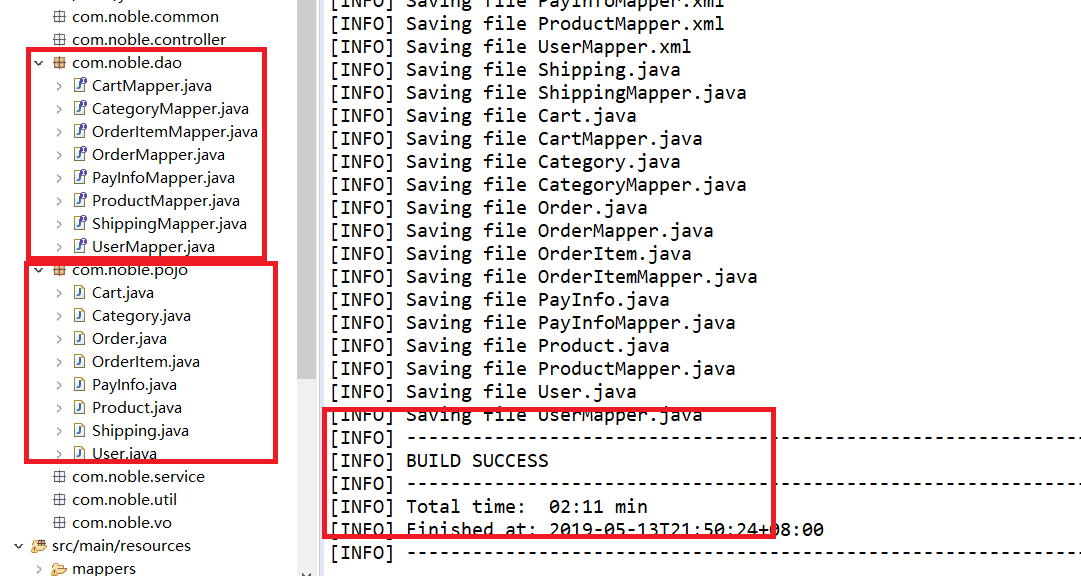 com.noble.common
com.noble.controller
com.noble.dao
CartMapper.java
CategoryMapper.java
OrderItemMapper.java
OrderMapper.java
PayInfoMapper.java
ProductMapper.java
ShippingMapper.java
UserMapper.java
com.noble.pojo
Cart.java
Category.java
Order.java
OrderItem.java
PayInfo.java
Product.java
Shipping.java
User.java
com.noble.service
com.noble.util
com.noble.vo
src/main/resources
mappers
[INFO] Saving file PayInfoMapper.xml
[INFO] Saving file ProductMapper.xml
[INFO] Saving file UserMapper.xml
[INFO] Saving file Shipping.java
[INFO] Saving file ShippingMapper.java
[INFO] Saving file Cart.java
[INFO] Saving file CartMapper.java
[INFO] Saving file Category.java
[INFO] Saving file CategoryMapper.java
[INFO] Saving file Order.java
[INFO] Saving file OrderMapper.java
[INFO] Saving file OrderItem.java
[INFO] Saving file OrderItemMapper.java
[INFO] Saving file PayInfo.java
[INFO] Saving file PayInfoMapper.java
[INFO] Saving file Product.java
[INFO] Saving file ProductMapper.java
[INFO] Saving file User.java
[INFO] Saving file UserMapper.java
[INFO] -------------------------------------------------------------
[INFO] BUILD SUCCESS
[INFO] -------------------------------------------------------------
[INFO] Total time:  02:11 min
[INFO] Finished at: 2019-05-13T21:50:24+08:00
[INFO] -------------------------------------------------------------